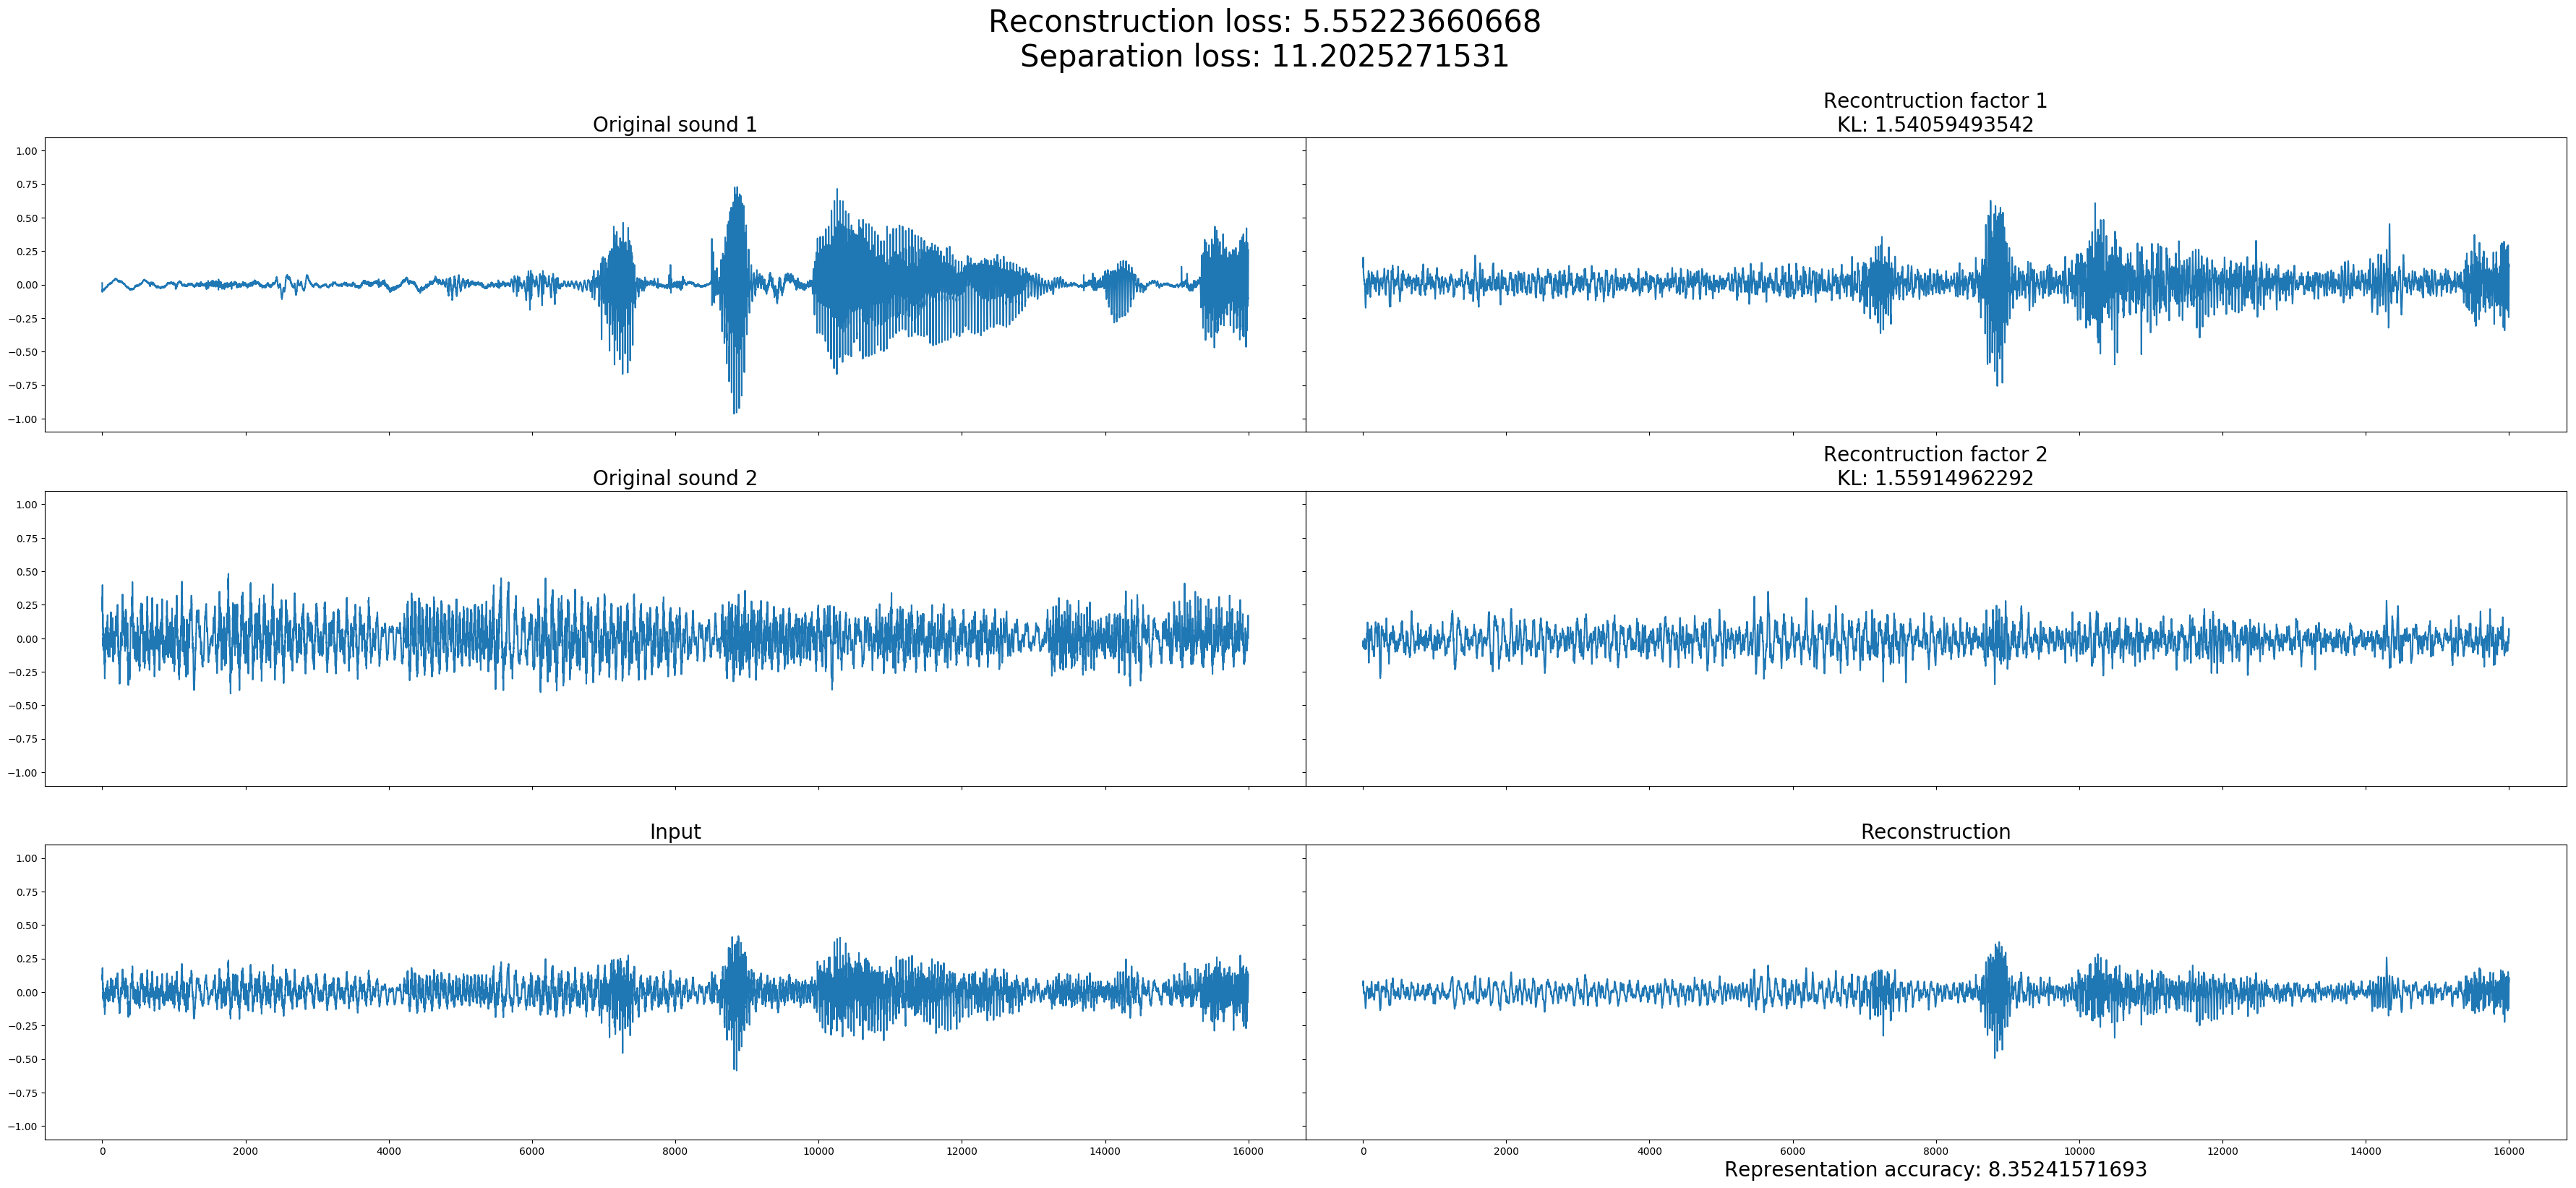 Reconstruction loss: 5.55223660668
Separation loss: 11.2025271531
Original sound 1
Recontruction factor 1
KL: 1.54059493542
1.00
0.75
0.50
0.25
0.00
−0.25
−0.50
−0.75
−1.00
Original sound 2
Recontruction factor 2
KL: 1.55914962292
1.00
0.75
0.50
0.25
0.00
−0.25
−0.50
−0.75
−1.00
Input
Reconstruction
1.00
0.75
0.50
0.25
0.00
−0.25
−0.50
−0.75
−1.00
0 2000 4000 6000 8000 10000 12000 14000 16000
0 2000 4000 6000 8000 10000 12000 14000 16000
Representation accuracy: 8.35241571693